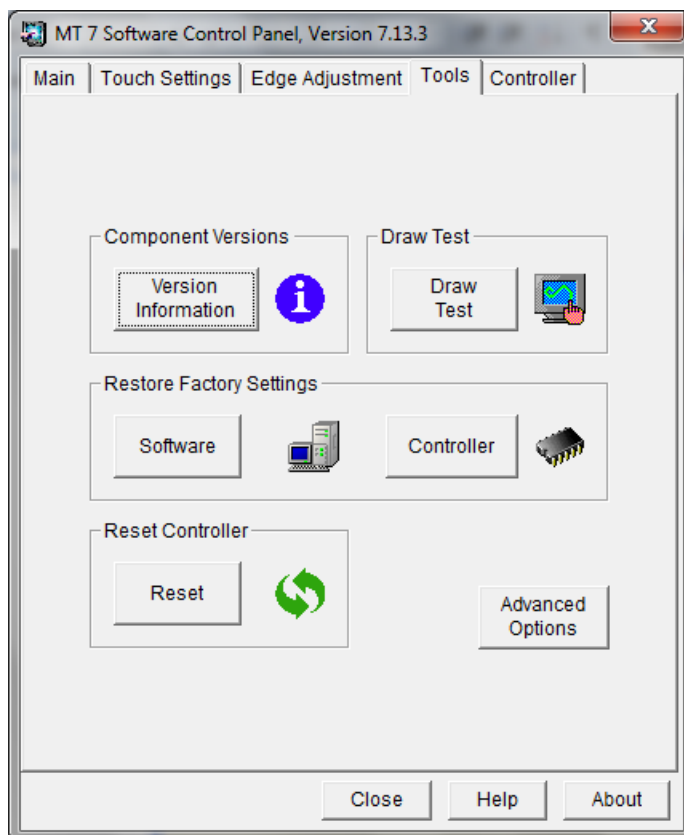 MT 7 Software Control Panel, Version 7.13.3
Main Touch Settings Edge Adjustment Tools Controller
Component Versions Draw Test
Version
Information
Draw
Test
Restore Factory Settings
Software Controller
Reset Controller
Reset
Advanced
Options
Close Help About